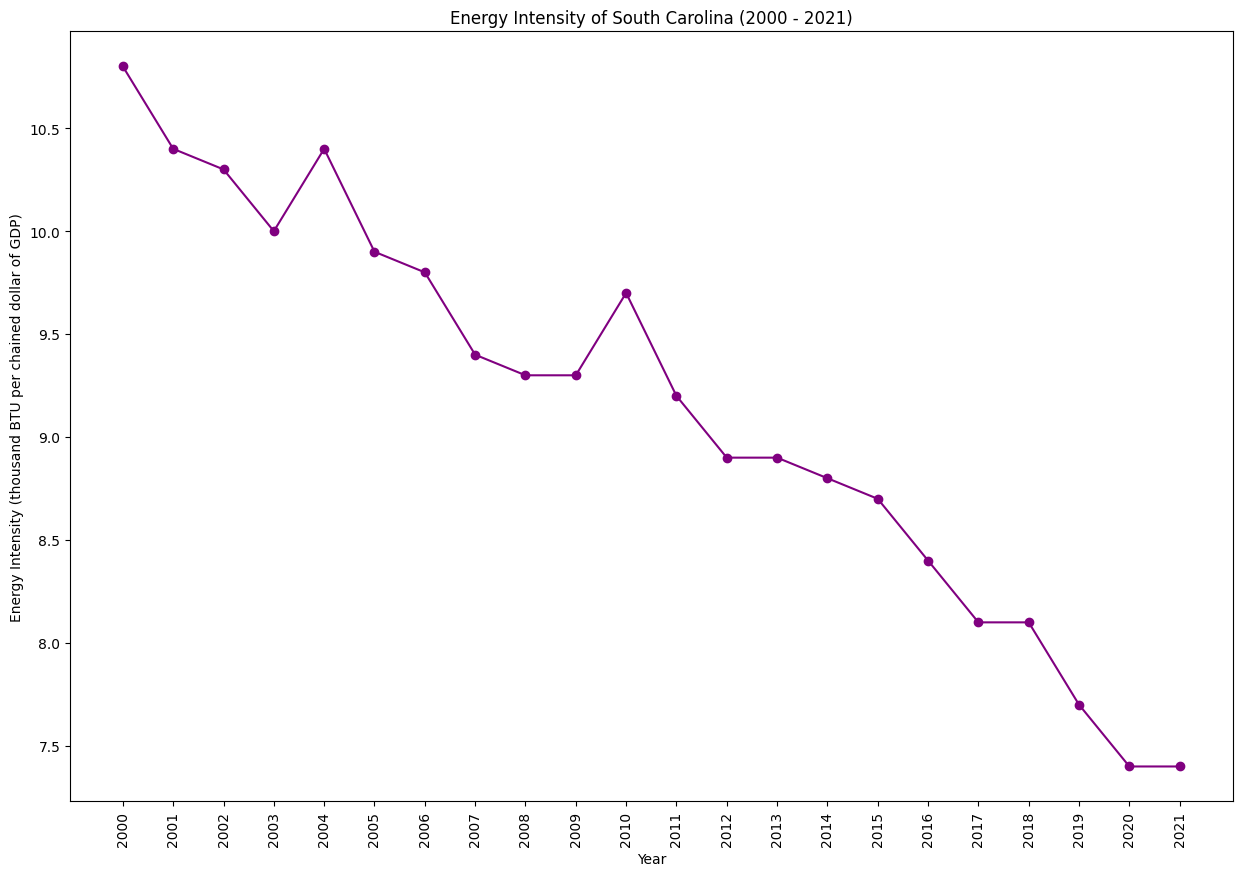 Energy Intensity of South Carolina (2000 - 2021)
Energy Intensity (thousand BTU per chained dollar of GDP)
10.5
10.0
9.5
9.0
8.5
8.0
7.5
2000 2001 2002 2003 2004 2005 2006 2007 2008 2009 2010 2011 2012 2013 2014 2015 2016 2017 2018 2019 2020 2021
Year